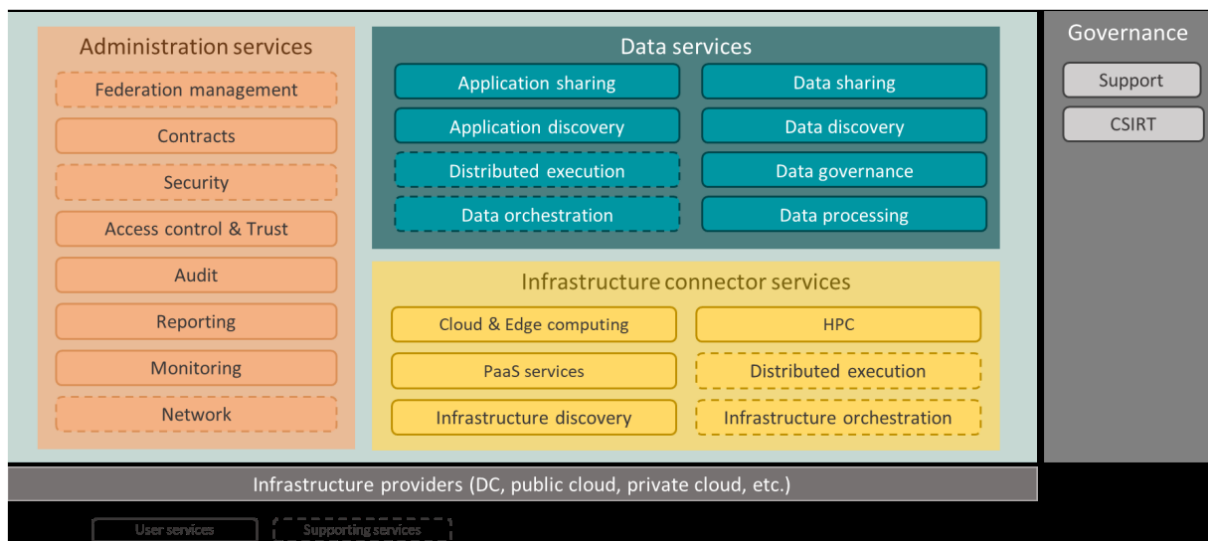 Administration services
Federation management
Contracts
Security
Access control & Trust
Audit
Reporting
Monitoring
Network
Data services
Application sharing
Data sharing
Application discovery
Data discovery
Distributed execution
Data governance
Data orchestration
Data processing
Infrastructure connector services
Cloud & Edge computing
HPC
PaaS services
Distributed execution
Infrastructure discovery
Infrastructure orchestration
Governance
Support
CSIRT
Infrastructure providers (DC, public cloud, private cloud, etc.)
User services
Supporting services